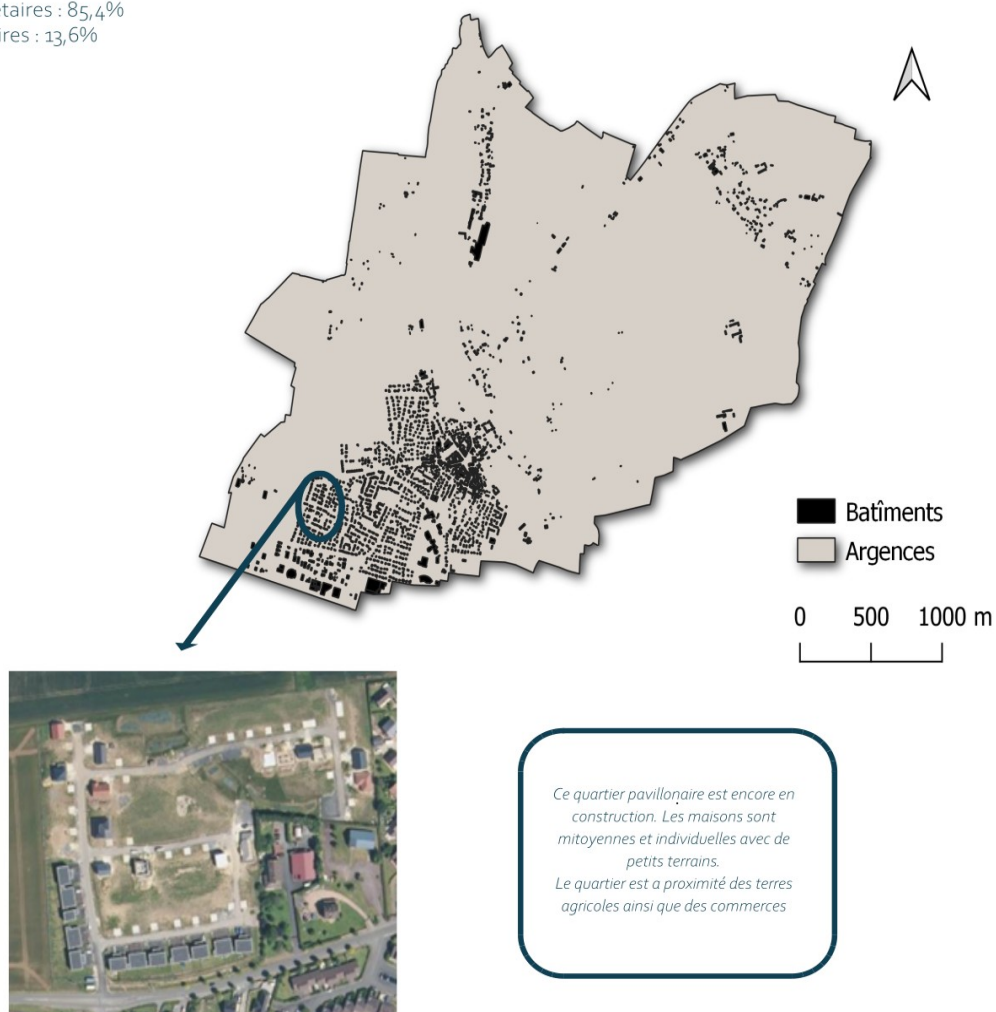 étaires : 85,4%
ires : 13,6%
Batîments
Argences
0 500 1000 m
Ce quartier pavillonaire est encore en
construction. Les maisons sont
mitoyennes et individuelles avec de
petits terrains.
Le quartier est a proximité des terres
agricoles ainsi que des commerces